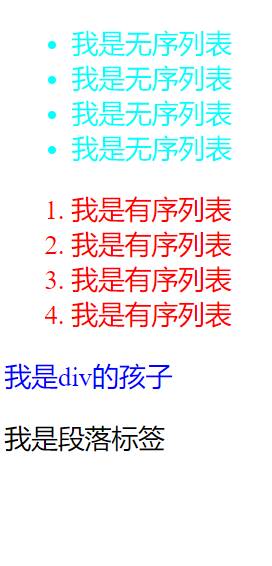 • 我是无序列表
• 我是无序列表
• 我是无序列表
• 我是无序列表
1. 我是有序列表
2. 我是有序列表
3. 我是有序列表
4. 我是有序列表
我是div的孩子
我是段落标签